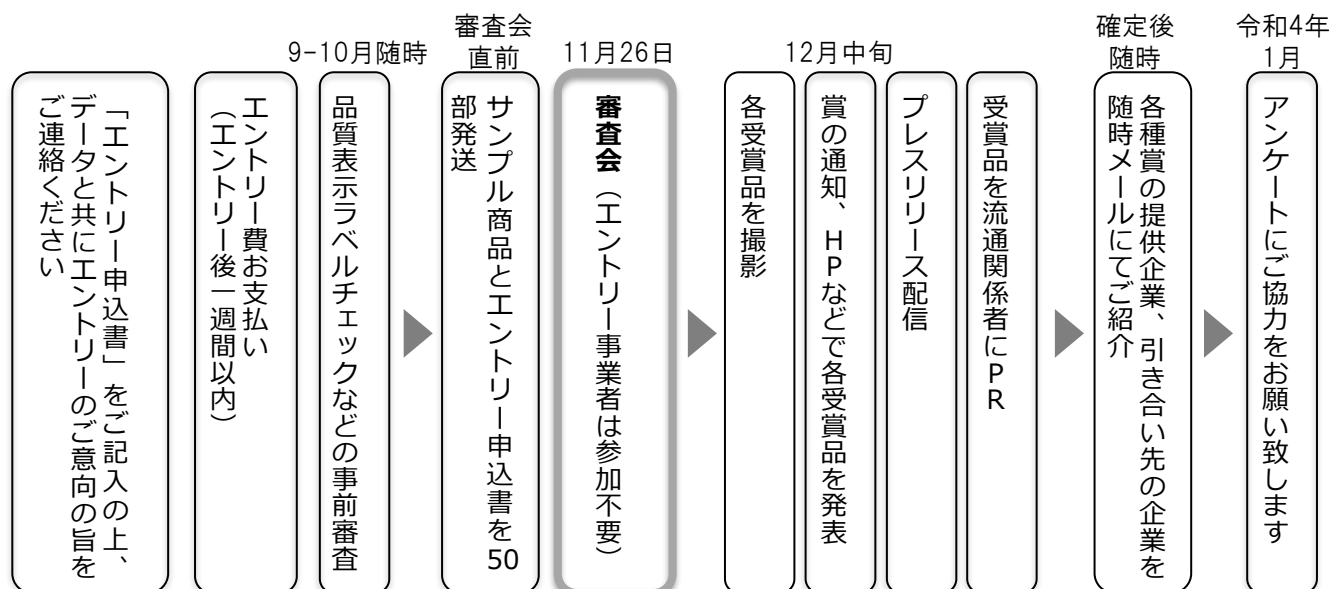 「エントリー申込書」をご記入の上、
データと共にエントリーのご意向の旨を
ご連絡ください
エントリー費お支払い
（エントリー後一週間以内）
9-10月随時
品質表示ラベルチェックなどの事前審査
審査会
直前
サンプル商品とエントリー申込書を50
部発送
11月26日
審査会（エントリー事業者は参加不要）
12月中旬
各受賞品を撮影
賞の通知、HPなどで各受賞品を発表
プレスリリース配信
受賞品を流通関係者にPR
確定後
随時
各種賞の提供企業、引き合い先の企業を
随時メールにてご紹介
令和4年
1月
アンケートにご協力をお願い致します